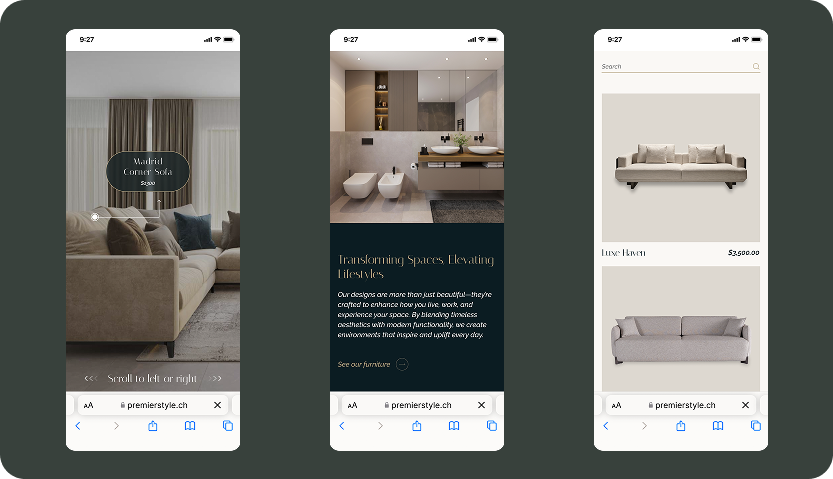 9:27
Madrid
Corner Sofa
$1500
Scroll to left or right
AA premierstyle.ch
9:27
Transforming Spaces, Elevating
Lifestyles
Our designs are more than just beautiful—they're
crafted to enhance how you live, work, and
experience your space. By blending timeless
aesthetics with modern functionality, we create
environments that inspire and uplift every day.
See our furniture
AA premierstyle.ch
9:27
Search
Luxe Haven $3,500.00
AA premierstyle.ch